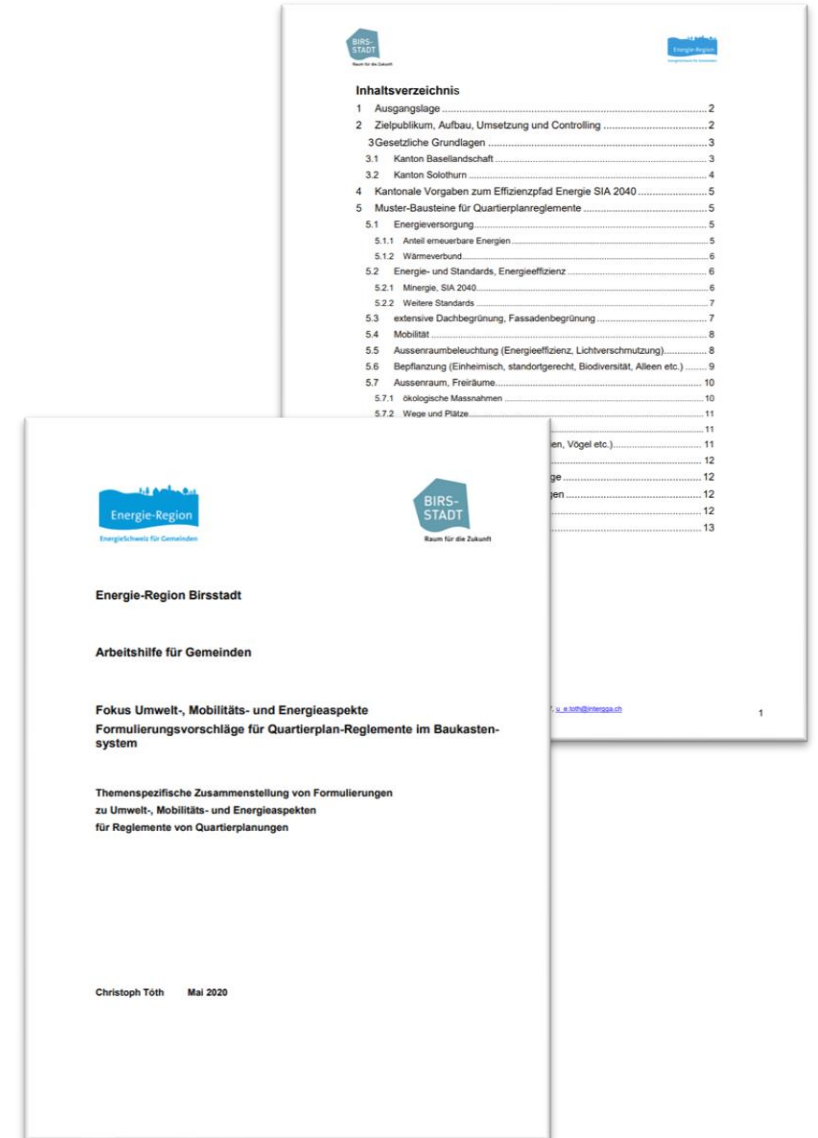 BIRS-
STADT
Raum für die Zukunft
Energie-Region
EnergieSchweiz für Gemeinden
Inhaltsverzeichnis
1 Ausgangslage ... 2
2 Zielpublikum, Aufbau, Umsetzung und Controlling ... 2
3Gesetzliche Grundlagen ... 3
3.1 Kanton Basellandschaft ... 3
3.2 Kanton Solothurn ... 4
4 Kantonale Vorgaben zum Effizienzpfad Energie SIA 2040 ... 5
5 Muster-Bausteine für Quartierplanreglemente ... 5
5.1 Energieversorgung ... 5
5.1.1 Anteil erneuerbare Energien ... 5
5.1.2 Wärmeverbund ... 6
5.2 Energie- und Standards, Energieeffizienz ... 6
5.2.1 Minergie, SIA 2040 ... 6
5.2.2 Weitere Standards ... 7
5.3 extensive Dachbegrünung, Fassadenbegrünung ... 7
5.4 Mobilität ... 8
5.5 Aussenraumbeleuchtung (Energieeffizienz, Lichtverschmutzung) ... 8
5.6 Bepflanzung (Einheimisch, standortgerecht, Biodiversität, Alleen etc.) ... 9
5.7 Aussenraum, Freiräume ... 10
5.7.1 ökologische Massnahmen ... 10
5.7.2 Wege und Plätze ... 11
... 11
en, Vögel etc.) ... 11
... 12
ge ... 12
gen ... 12
... 12
... 13
u_e.toth@intergga.ch
1
Energie-Region
EnergieSchweiz für Gemeinden
BIRS-
STADT
Raum für die Zukunft
Energie-Region Birsstadt
Arbeitshilfe für Gemeinden
Fokus Umwelt-, Mobilitäts- und Energieaspekte
Formulierungsvorschläge für Quartierplan-Reglemente im Baukasten-
system
Themenspezifische Zusammenstellung von Formulierungen
zu Umwelt-, Mobilitäts- und Energieaspekten
für Reglemente von Quartierplanungen
Christoph Tóth Mai 2020